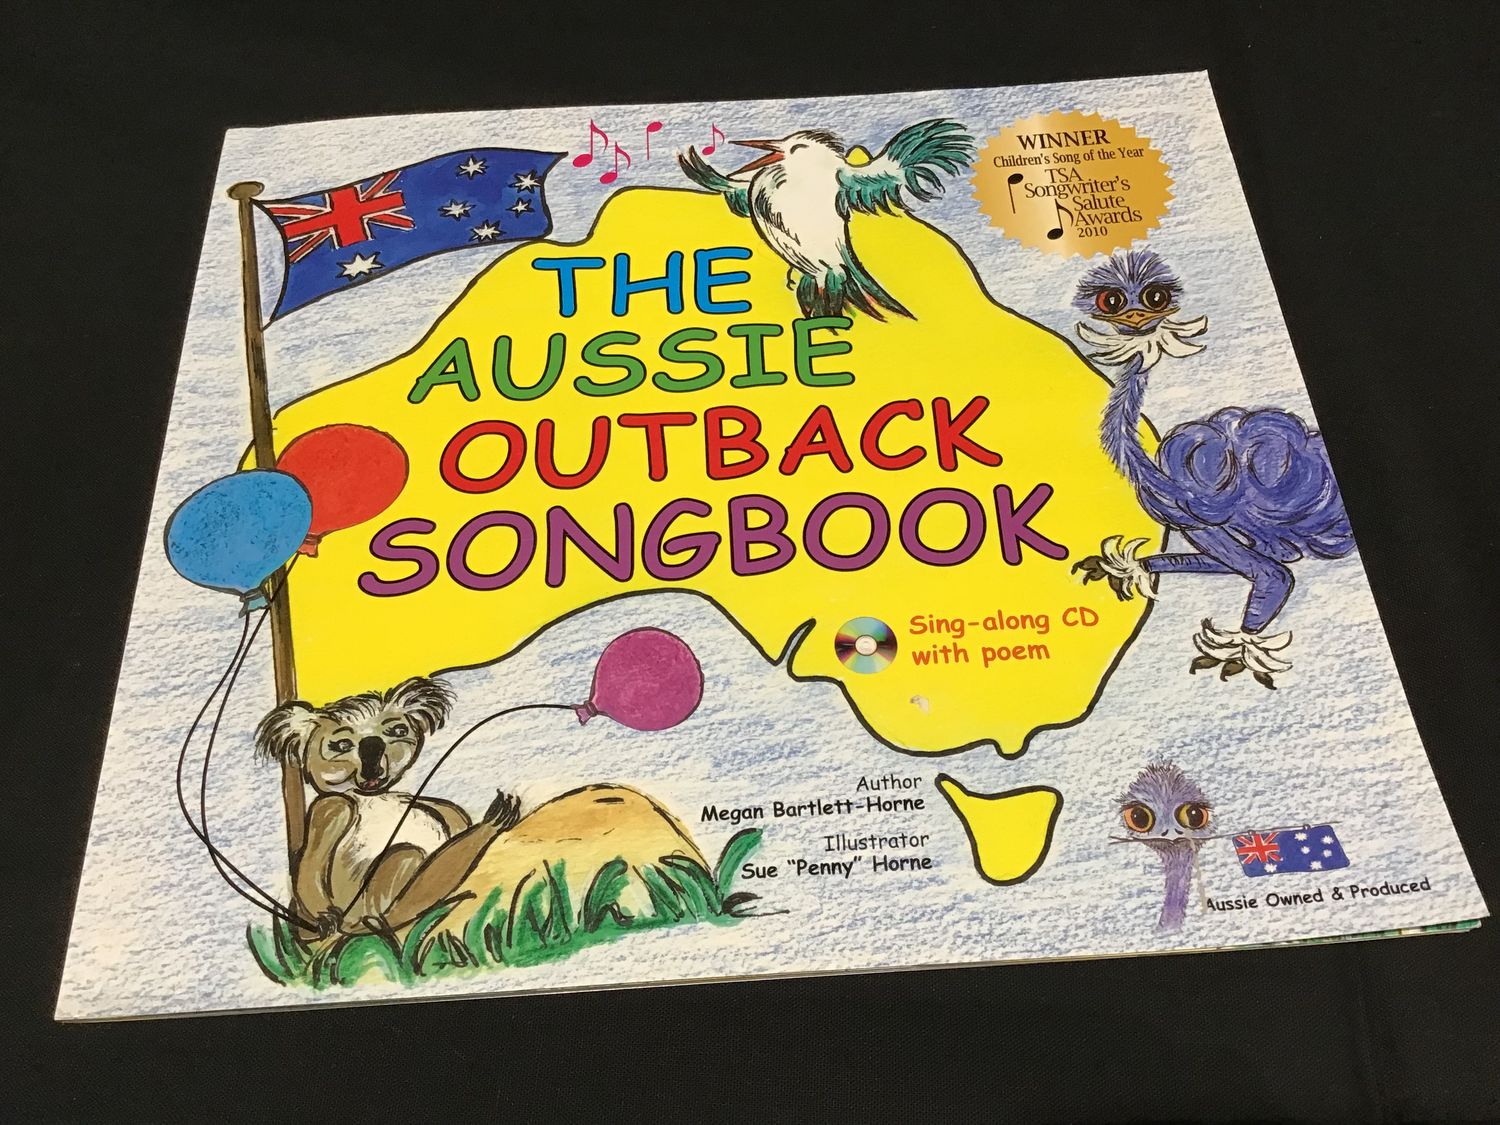 WINNER
Children's Song of the Year
TSA
Songwriter's
Salute
Awards
2010
THE
AUSSIE
OUTBACK
SONGBOOK
Sing-along CD
with poem
Author
Megan Bartlett-Horne
Illustrator
Sue "Penny" Horne
Aussie Owned & Produced